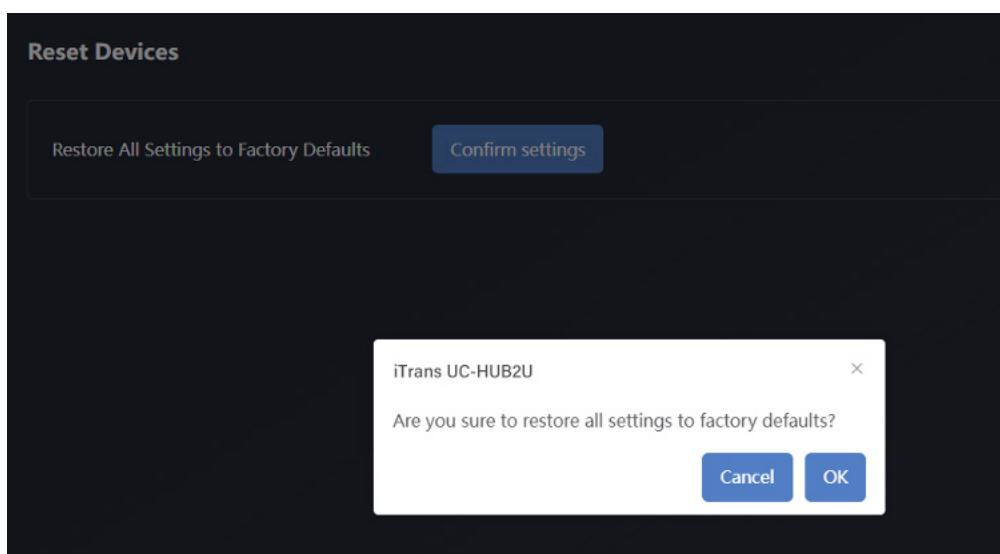 Reset Devices
Restore All Settings to Factory Defaults
Confirm settings
iTrans UC-HUB2U
Are you sure to restore all settings to factory defaults?
Cancel
OK